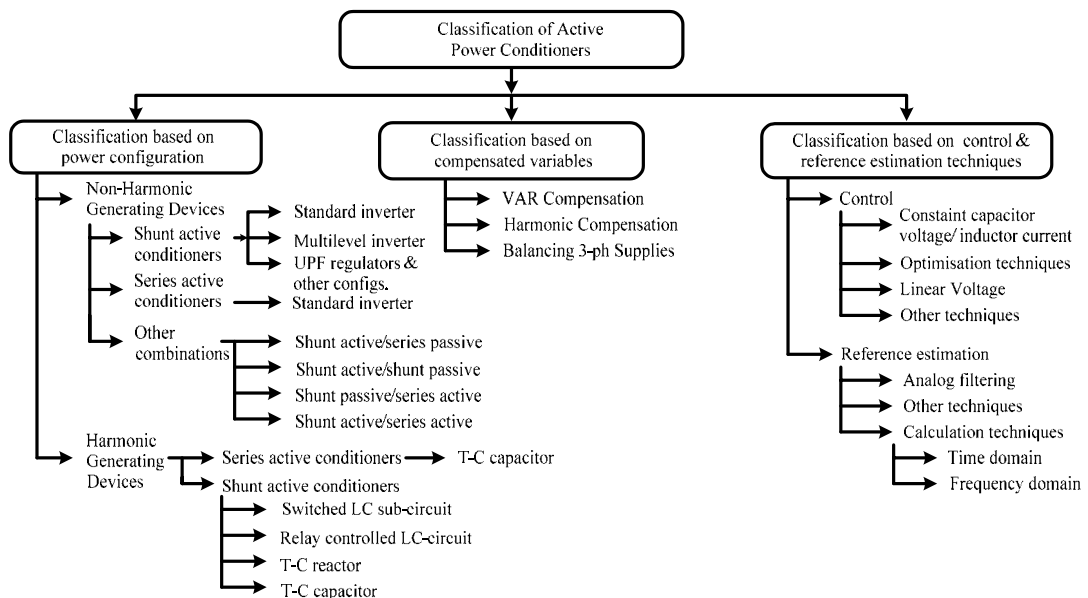 Classification of Active
Power Conditioners
Classification based on
power configuration
Non-Harmonic
Generating Devices
Shunt active
conditioners
Standard inverter
Multilevel inverter
UPF regulators &
other configs.
Series active
conditioners
Standard inverter
Other
combinations
Shunt active/series passive
Shunt active/shunt passive
Shunt passive/series active
Shunt active/series active
Harmonic
Generating
Devices
Series active conditioners
T-C capacitor
Shunt active conditioners
Switched LC sub-circuit
Relay controlled LC-circuit
T-C reactor
T-C capacitor
Classification based on
compensated variables
VAR Compensation
Harmonic Compensation
Balancing 3-ph Supplies
Classification based on control &
reference estimation techniques
Control
Constaint capacitor
voltage/ inductor current
Optimisation techniques
Linear Voltage
Other techniques
Reference estimation
Analog filtering
Other techniques
Calculation techniques
Time domain
Frequency domain